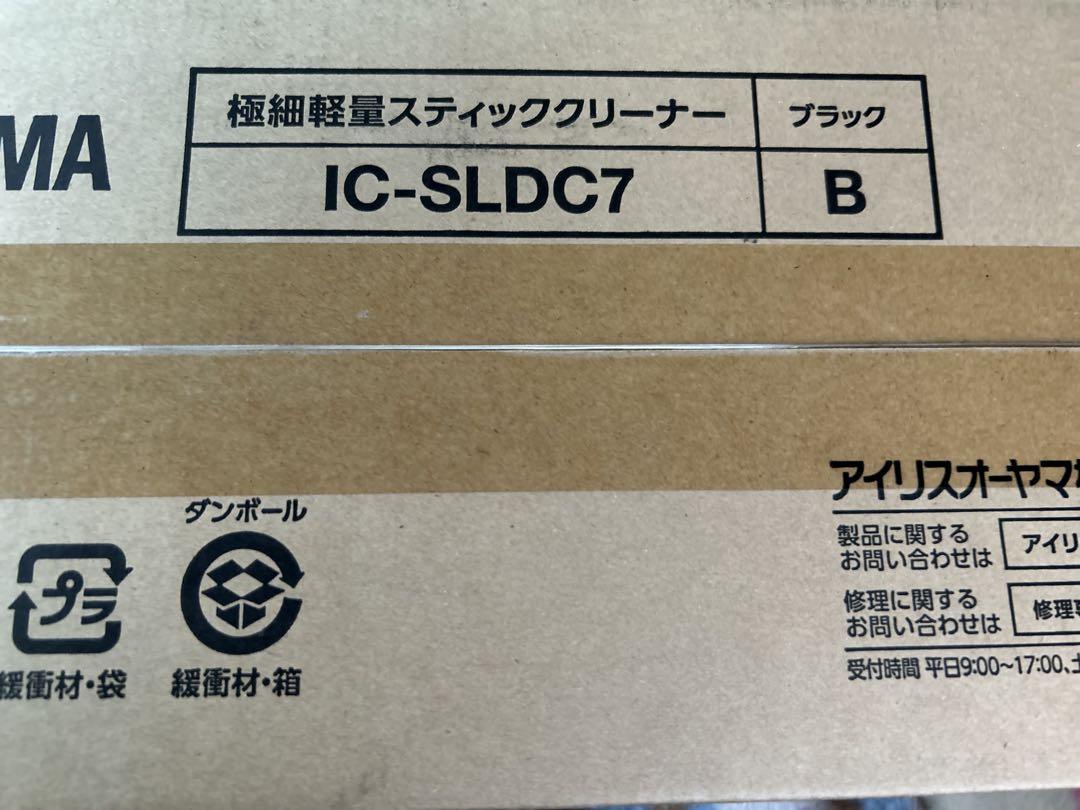 MA
極細軽量スティッククリーナー ブラック
IC-SLDC7 B
アイリスオーヤマ
ダンボール
製品に関する
お問い合わせは
アイリ
プラ
修理に関する
お問い合わせは
修理
緩衝材・袋
緩衝材・箱
受付時間 平日9:00~17:00、土